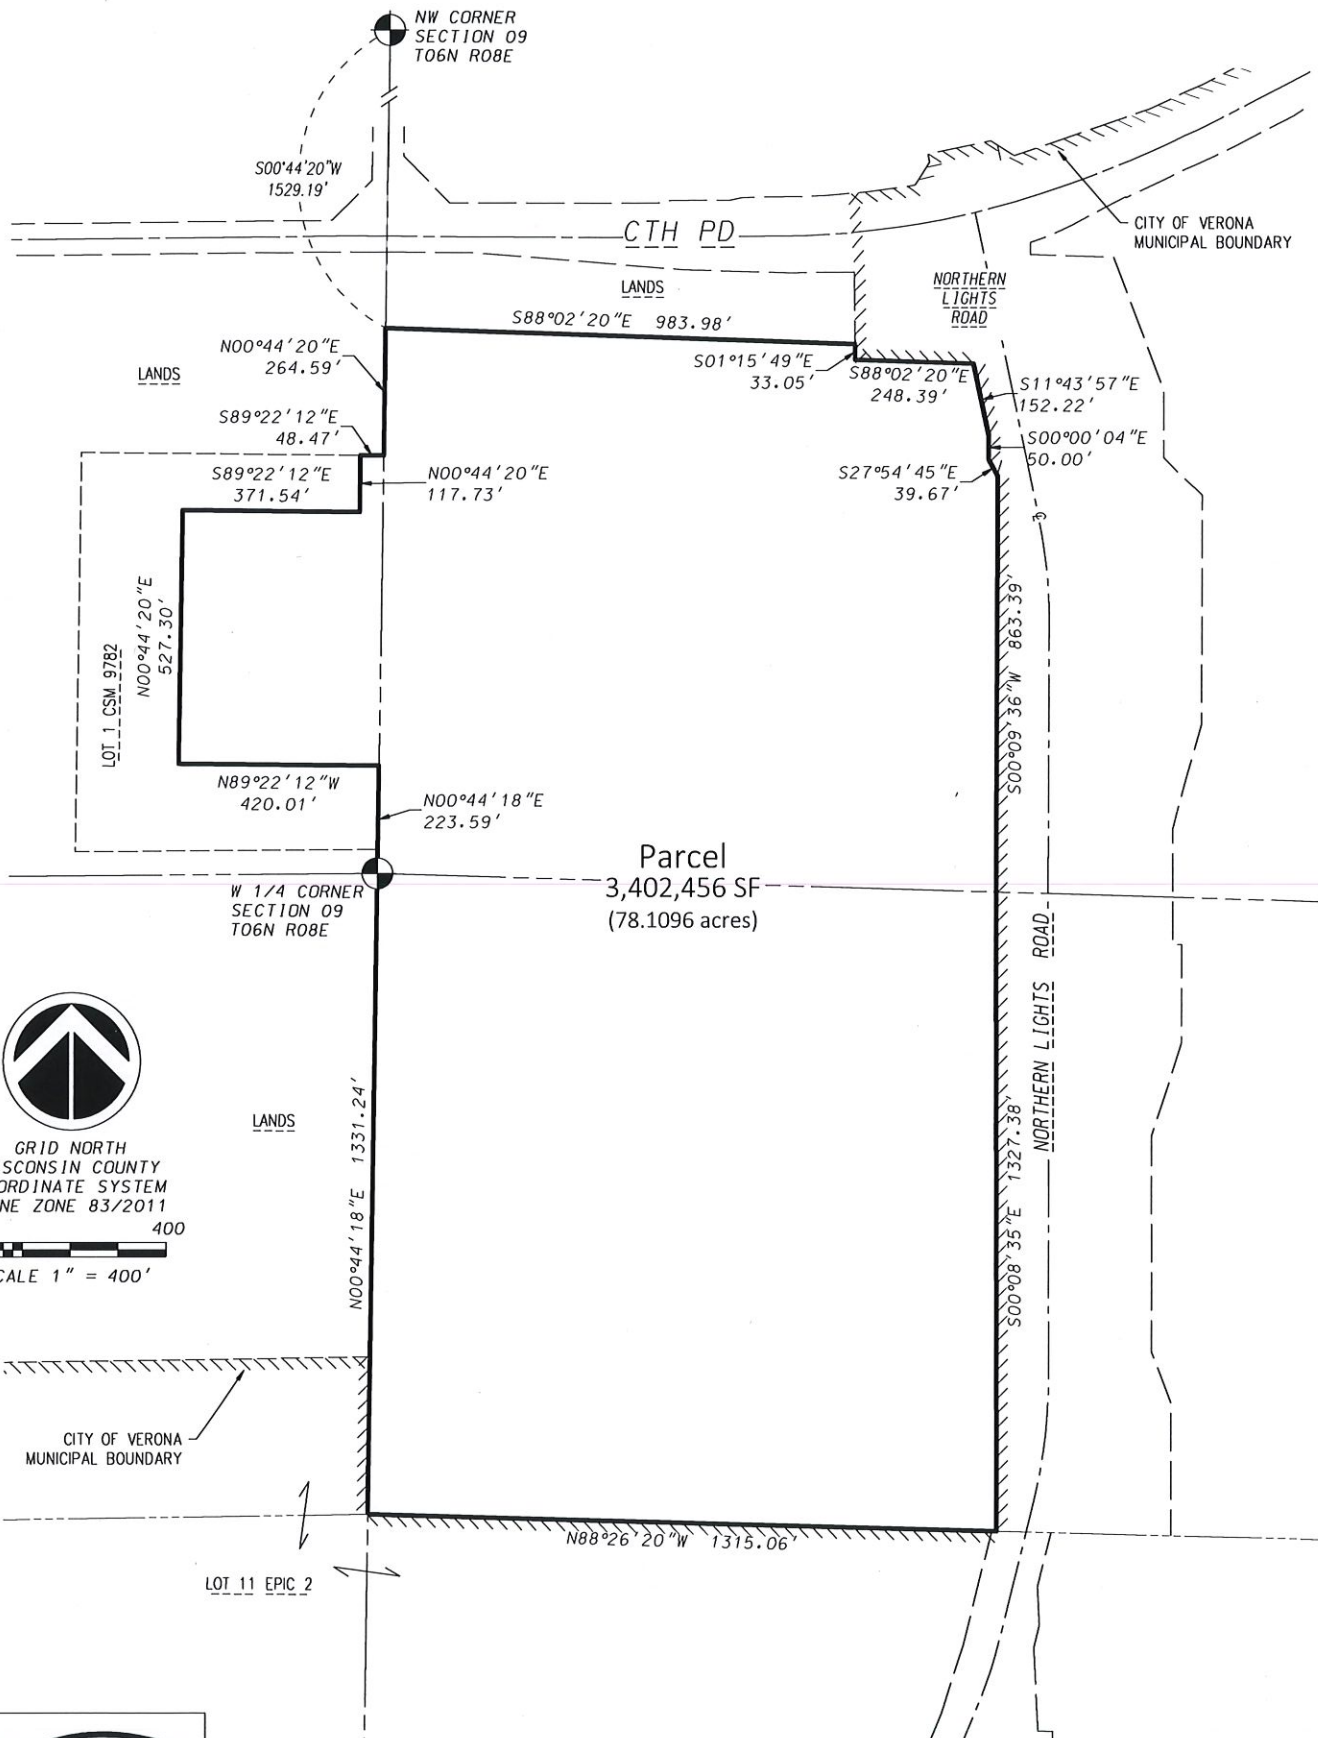 NW CORNER
SECTION 09
T06N R08E
S00°44'20"W
1529.19'
CTH PD
CITY OF VERONA
MUNICIPAL BOUNDARY
NORTHERN
LIGHTS
ROAD
LANDS
S88°02'20"E 983.98'
N00°44'20"E
264.59'
LANDS
S01°15'49"E
33.05'
S88°02'20"E
248.39'
S11°43'57"E
152.22'
S89°22'12"E
48.47'
S00°00'04"E
50.00'
S89°22'12"E
371.54'
N00°44'20"E
117.73'
S27°54'45"E
39.67'
N00°44'20"E
527.30'
LOT 1 CSM 9782
S00°09'36"W 863.39'
N89°22'12"W
420.01'
N00°44'18"E
223.59'
Parcel
3,402,456 SF
(78.1096 acres)
W 1/4 CORNER
SECTION 09
T06N R08E
NORTHERN LIGHTS ROAD
GRID NORTH
SCONSIN COUNTY
ORDINATE SYSTEM
NE ZONE 83/2011
400
CALE 1" = 400'
LANDS
N00°44'18"E 1331.24'
S00°08'35"E 1327.38'
CITY OF VERONA
MUNICIPAL BOUNDARY
N88°26'20"W 1315.06'
LOT 11 EPIC 2